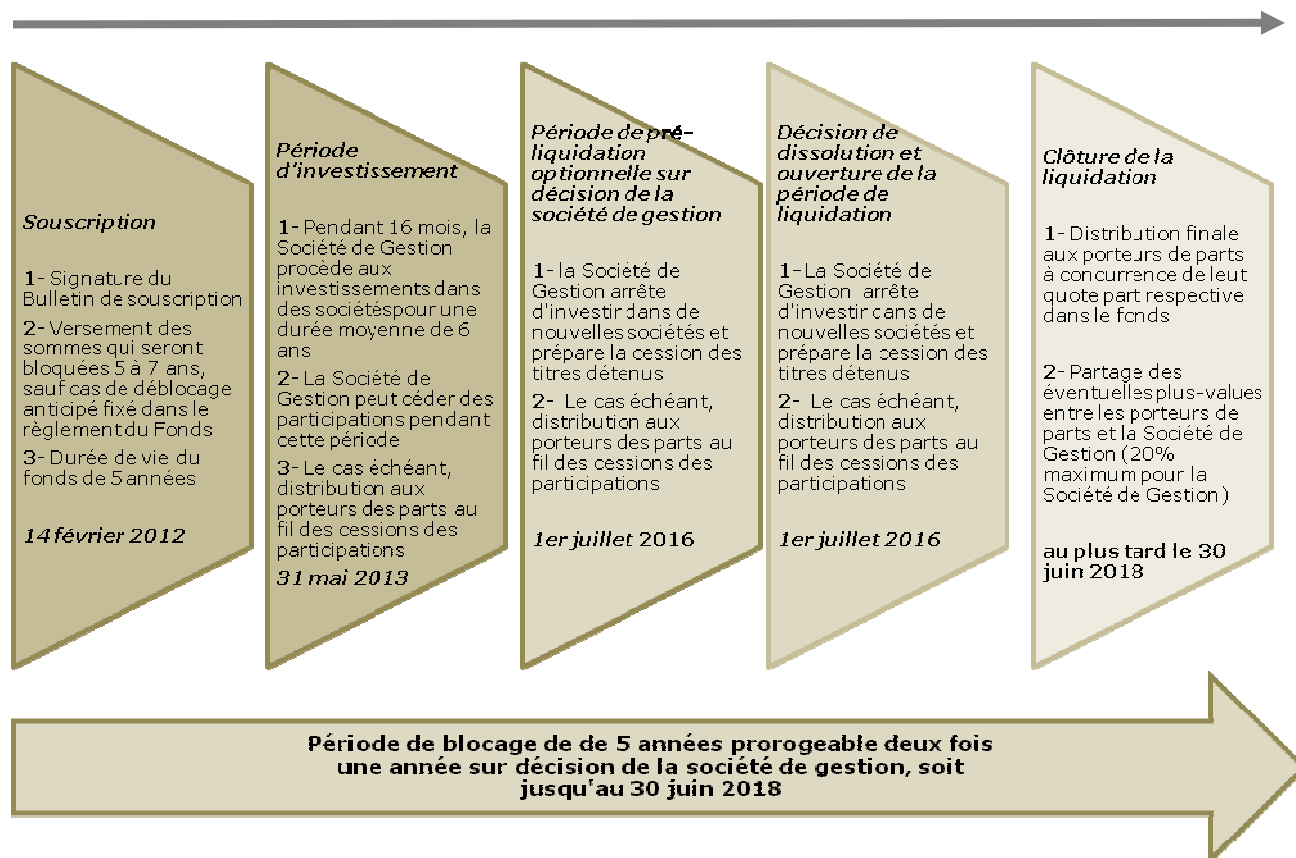 Souscription
1- Signature du
Bulletin de souscription
2- Versement des
sommes qui seront
bloquées 5 à 7 ans,
sauf cas de déblocage
anticipé fixé dans le
règlement du Fonds
3- Durée de vie du
fonds de 5 années
14 février 2012
Période
d'investissement
1- Pendant 16 mois, la
Société de Gestion
procède aux
investissements dans
des sociétéspour une
durée moyenne de 6
ans
2- La Société de
Gestion peut céder des
participations pendant
cette période
3- Le cas échéant,
distribution aux
porteurs des parts au
fil des cessions des
participations
31 mai 2013
Période de pré-
liquidation
optionnelle sur
décision de la
société de gestion
1- la Société de
Gestion arrête
d'investir dans de
nouvelles sociétés et
prépare la cession des
titres détenus
2- Le cas échéant,
distribution aux
porteurs des parts au
fil des cessions des
participations
1er juillet 2016
Décision de
dissolution et
ouverture de la
période de
liquidation
1- La Société de
Gestion arrête
d'investir dans de
nouvelles sociétés et
prépare la cession des
titres détenus
2- Le cas échéant,
distribution aux
porteurs des parts au
fil des cessions des
participations
1er juillet 2016
Clôture de la
liquidation
1- Distribution finale
aux porteurs de parts
à concurrence de leut
quote part respective
dans le fonds
2- Partage des
éventuelles plus-values
entre les porteurs de
parts et la Société de
Gestion (20%
maximum pour la
Société de Gestion )
au plus tard le 30
juin 2018
Période de blocage de de 5 années prorogeable deux fois
une année sur décision de la société de gestion, soit
jusqu'au 30 juin 2018